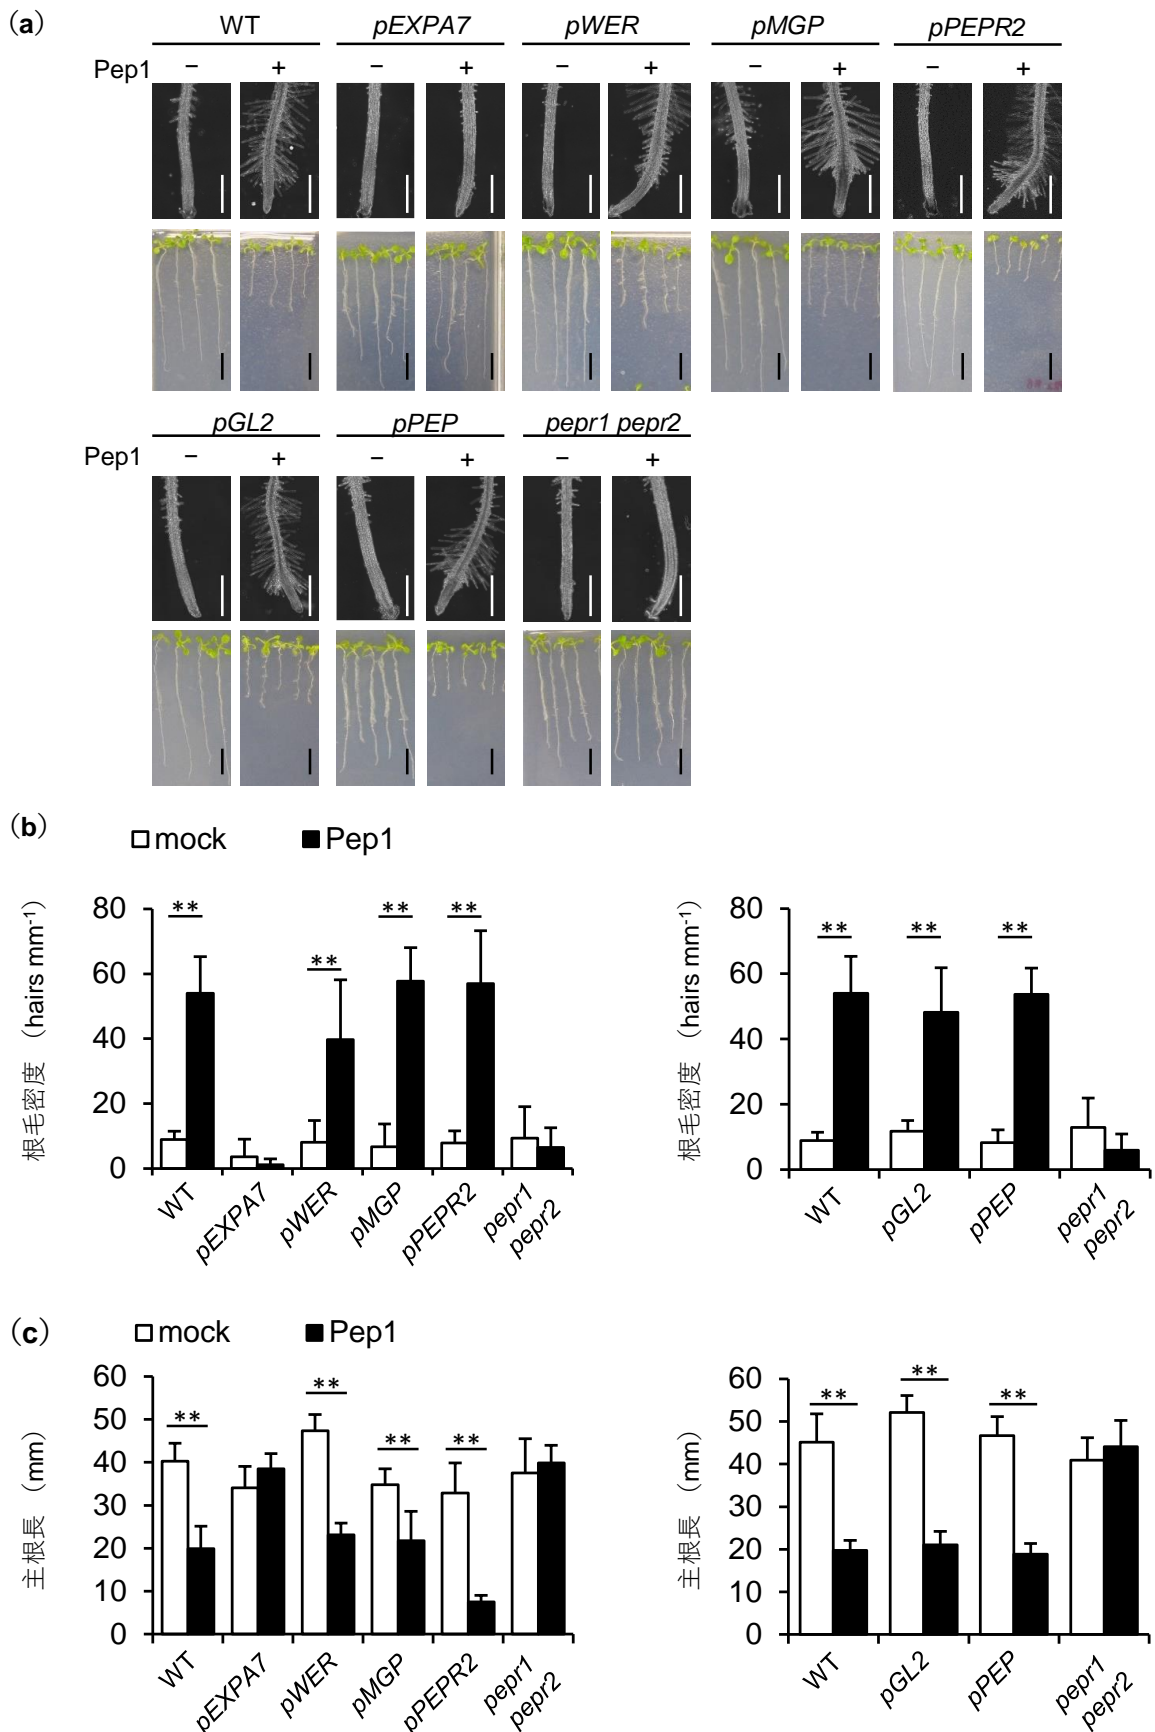 (a)
WT pEXPA7 pWER pMGP pPEPR2
Pep1 − + − + − + − + − +
pGL2 pPEP pepr1 pepr2
Pep1 − + − + − +
(b)
mock Pep1
根毛密度 (hairs mm-1)
80
60
40
20
0
WT pEXPA7 pWER pMGP pPEPR2 pepr1 pepr2
** ** ** **
根毛密度 (hairs mm-1)
80
60
40
20
0
WT pGL2 pPEP pepr1 pepr2
** ** **
(c)
mock Pep1
主根長 (mm)
60
50
40
30
20
10
0
WT pEXPA7 pWER pMGP pPEPR2 pepr1 pepr2
** ** ** **
主根長 (mm)
60
50
40
30
20
10
0
WT pGL2 pPEP pepr1 pepr2
** ** **